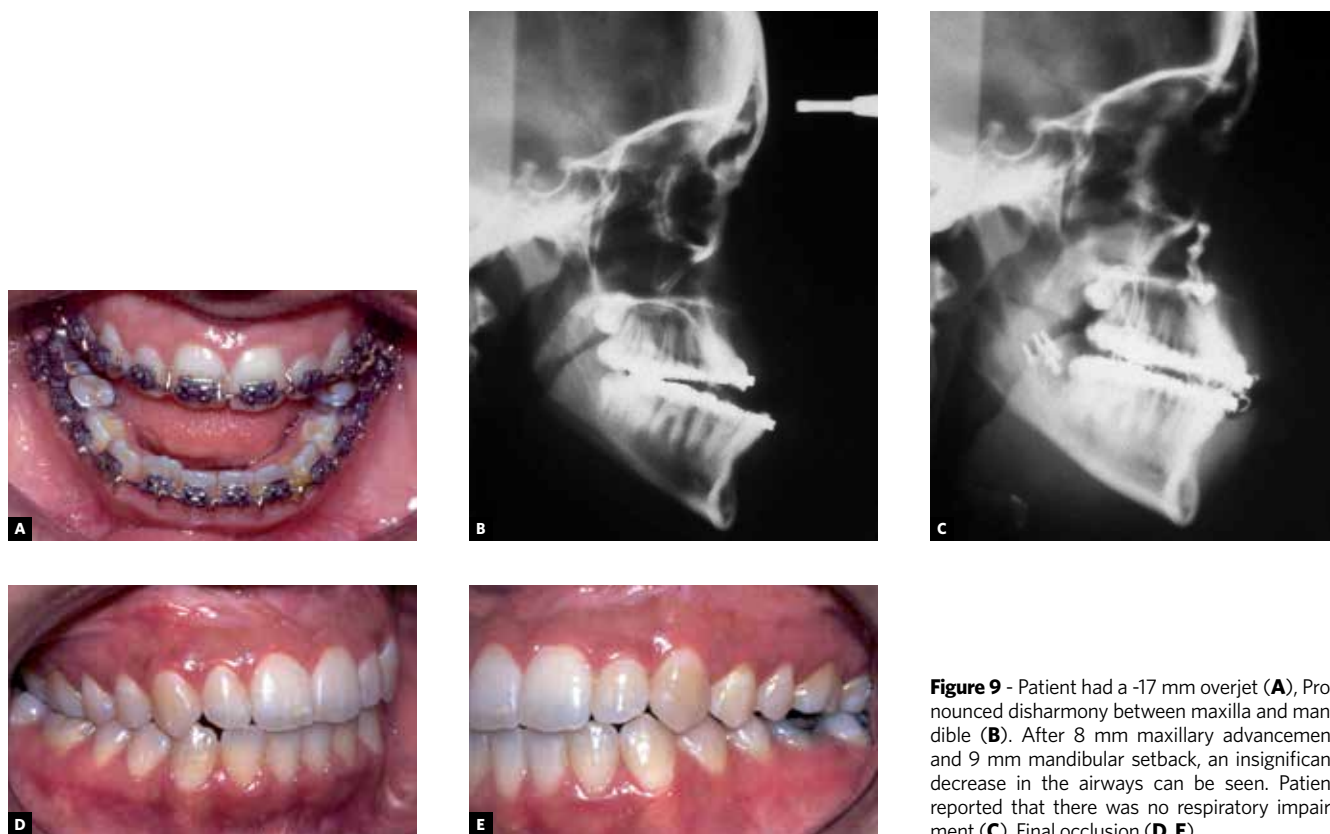 A
B
C
D
E
Figure 9 - Patient had a -17 mm overjet (A), Pro
nounced disharmony between maxilla and man
dible (B). After 8 mm maxillary advancemen
and 9 mm mandibular setback, an insignifican
decrease in the airways can be seen. Patien
reported that there was no respiratory impair
ment (C). Final occlusion (D, E).